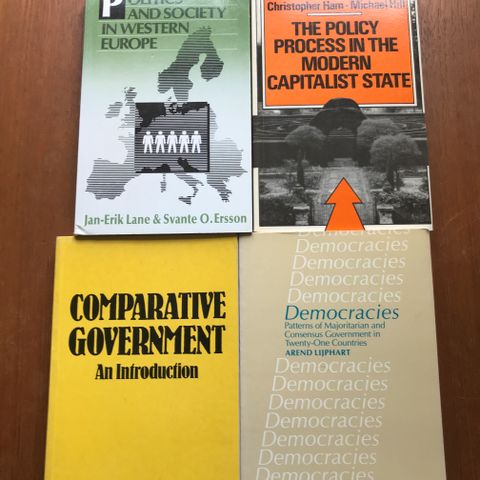 POLITICS
AND SOCIETY
IN WESTERN
EUROPE
Jan-Erik Lane & Svante O. Ersson
Christopher Ham · Michael Hill
THE POLICY
PROCESS IN THE
MODERN
CAPITALIST STATE
COMPARATIVE
GOVERNMENT
An Introduction
Democracies
Democracies
Democracies
Democracies
Democracies
Democracies
Patterns of Majoritarian and
Consensus Government in
Twenty-One Countries
AREND LIJPHART
Democracies
Democracies
Democracies
Democracies
Democracies
Democracies
Democracies